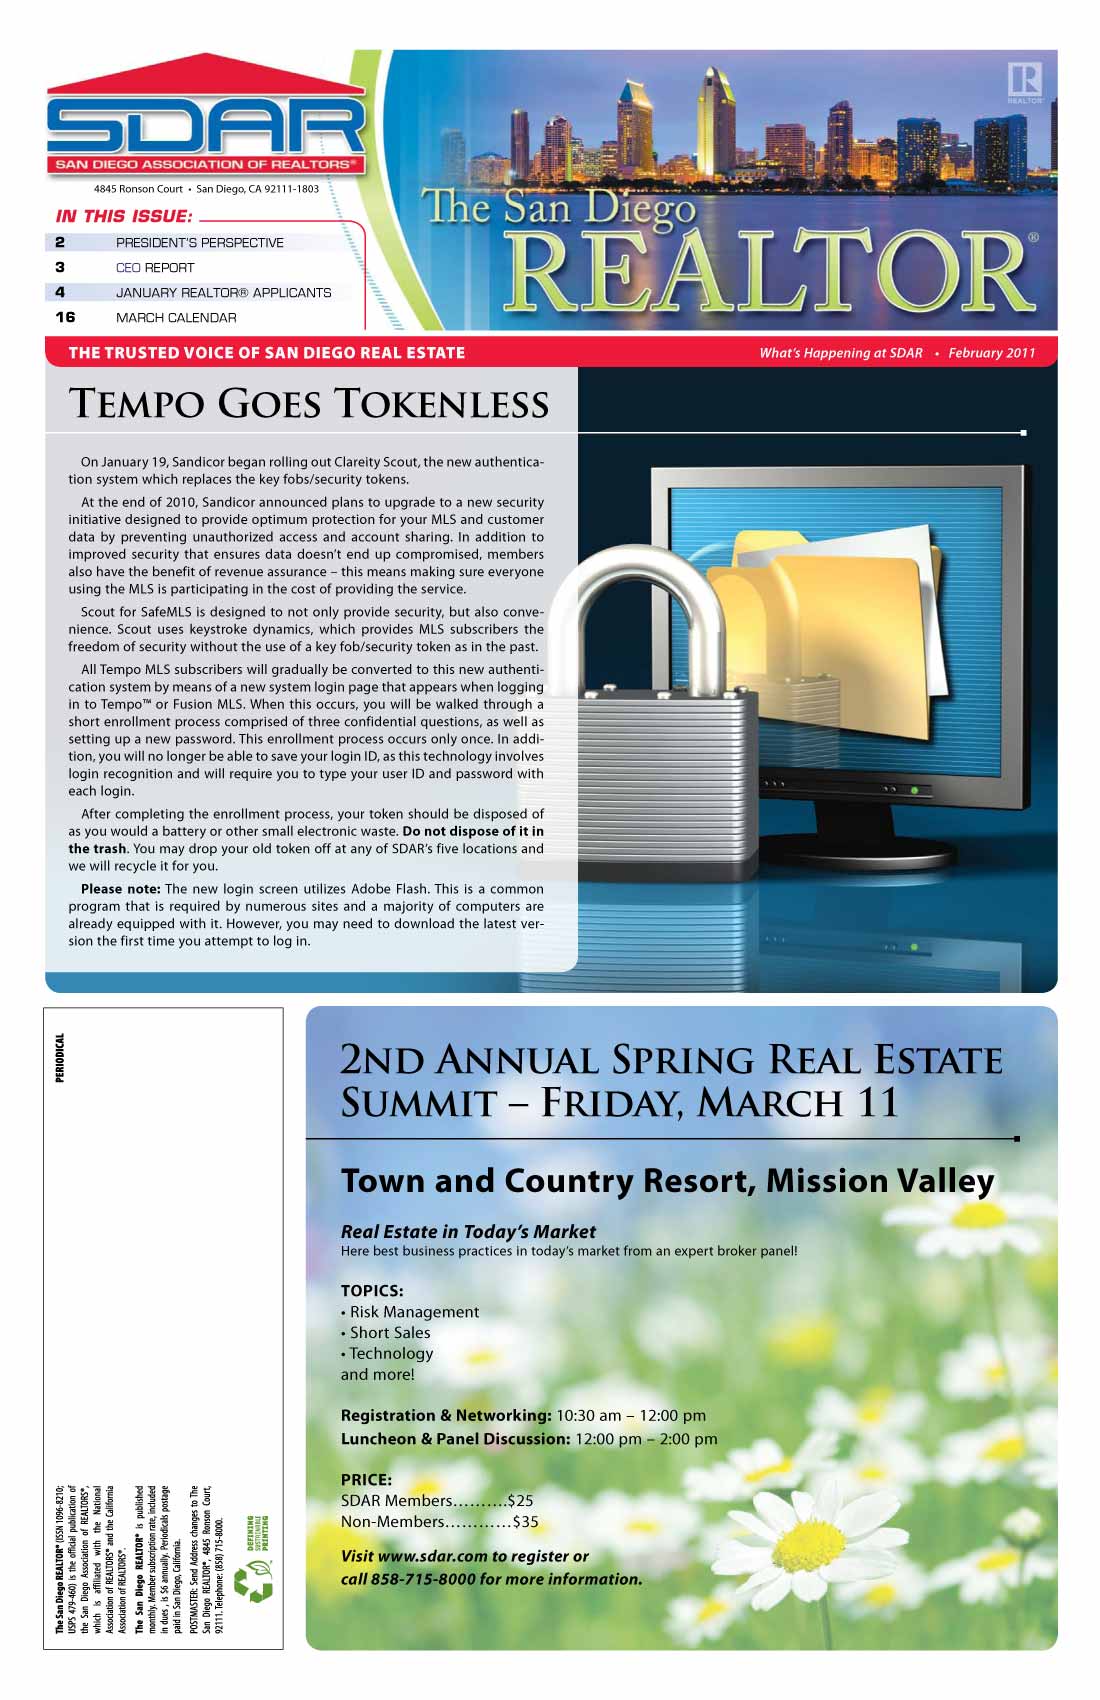 SDAR
SAN DIEGO ASSOCIATION OF REALTORS®
4845 Ronson Court • San Diego, CA 92111-1803
IN THIS ISSUE:
2 PRESIDENT'S PERSPECTIVE
3 CEO REPORT
4 JANUARY REALTOR® APPLICANTS
16 MARCH CALENDAR
R
REALTOR®
The San Diego
REALTOR®
THE TRUSTED VOICE OF SAN DIEGO REAL ESTATE
What's Happening at SDAR • February 2011
TEMPO GOES TOKENLESS
On January 19, Sandicor began rolling out Clareity Scout, the new authentica-
tion system which replaces the key fobs/security tokens.
At the end of 2010, Sandicor announced plans to upgrade to a new security
initiative designed to provide optimum protection for your MLS and customer
data by preventing unauthorized access and account sharing. In addition to
improved security that ensures data doesn't end up compromised, members
also have the benefit of revenue assurance – this means making sure everyone
using the MLS is participating in the cost of providing the service.
Scout for SafeMLS is designed to not only provide security, but also conve-
nience. Scout uses keystroke dynamics, which provides MLS subscribers the
freedom of security without the use of a key fob/security token as in the past.
All Tempo MLS subscribers will gradually be converted to this new authenti-
cation system by means of a new system login page that appears when logging
in to Tempo™ or Fusion MLS. When this occurs, you will be walked through a
short enrollment process comprised of three confidential questions, as well as
setting up a new password. This enrollment process occurs only once. In addi-
tion, you will no longer be able to save your login ID, as this technology involves
login recognition and will require you to type your user ID and password with
each login.
After completing the enrollment process, your token should be disposed of
as you would a battery or other small electronic waste. Do not dispose of it in
the trash. You may drop your old token off at any of SDAR's five locations and
we will recycle it for you.
Please note: The new login screen utilizes Adobe Flash. This is a common
program that is required by numerous sites and a majority of computers are
already equipped with it. However, you may need to download the latest ver-
sion the first time you attempt to log in.
PERIODICAL
The San Diego REALTOR® (ISSN 1096-8210;
USPS 479-460) is the official publication of
the San Diego Association of REALTORS®,
which is affiliated with the National
Association of REALTORS® and the California
Association of REALTORS®.
The San Diego REALTOR® is published
monthly. Member subscription rate, included
in dues , is $6 annually. Periodicals postage
paid in San Diego, California.
POSTMASTER: Send Address changes to The
San Diego REALTOR®, 4845 Ronson Court,
92111. Telephone: (858) 715-8000.
DEFINING
SUSTAINABLE
PRINTING
2ND ANNUAL SPRING REAL ESTATE
SUMMIT – FRIDAY, MARCH 11
Town and Country Resort, Mission Valley
Real Estate in Today's Market
Here best business practices in today's market from an expert broker panel!
TOPICS:
• Risk Management
• Short Sales
• Technology
and more!
Registration & Networking: 10:30 am – 12:00 pm
Luncheon & Panel Discussion: 12:00 pm – 2:00 pm
PRICE:
SDAR Members..........$25
Non-Members............$35
Visit www.sdar.com to register or
call 858-715-8000 for more information.